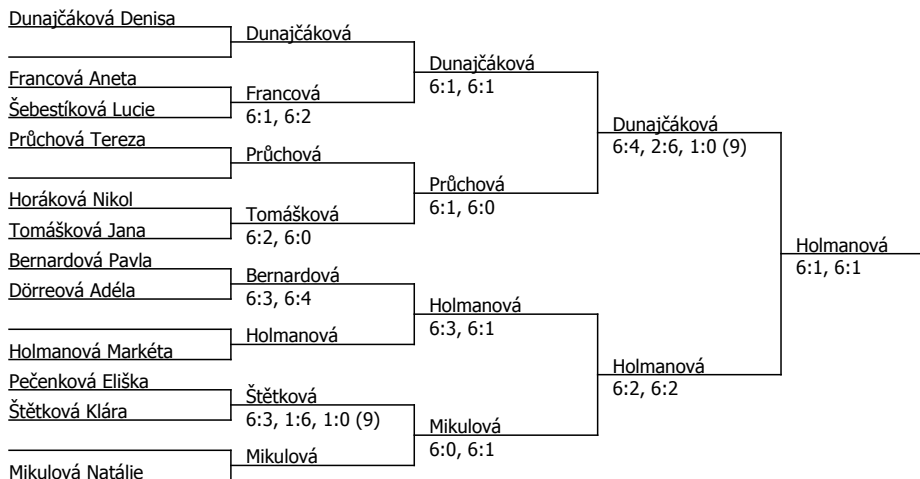 Dunajčáková Denisa
Francová Aneta
Šebestíková Lucie
Průchová Tereza
Horáková Nikol
Tomášková Jana
Bernardová Pavla
Dörreová Adéla
Holmanová Markéta
Pečenková Eliška
Štětková Klára
Mikulová Natálie
Dunajčáková
Francová
6:1, 6:2
Průchová
Tomášková
6:2, 6:0
Bernardová
6:3, 6:4
Holmanová
Štětková
6:3, 1:6, 1:0 (9)
Mikulová
Dunajčáková
6:1, 6:1
Průchová
6:1, 6:0
Holmanová
6:3, 6:1
Mikulová
6:0, 6:1
Dunajčáková
6:4, 2:6, 1:0 (9)
Holmanová
6:2, 6:2
Holmanová
6:1, 6:1